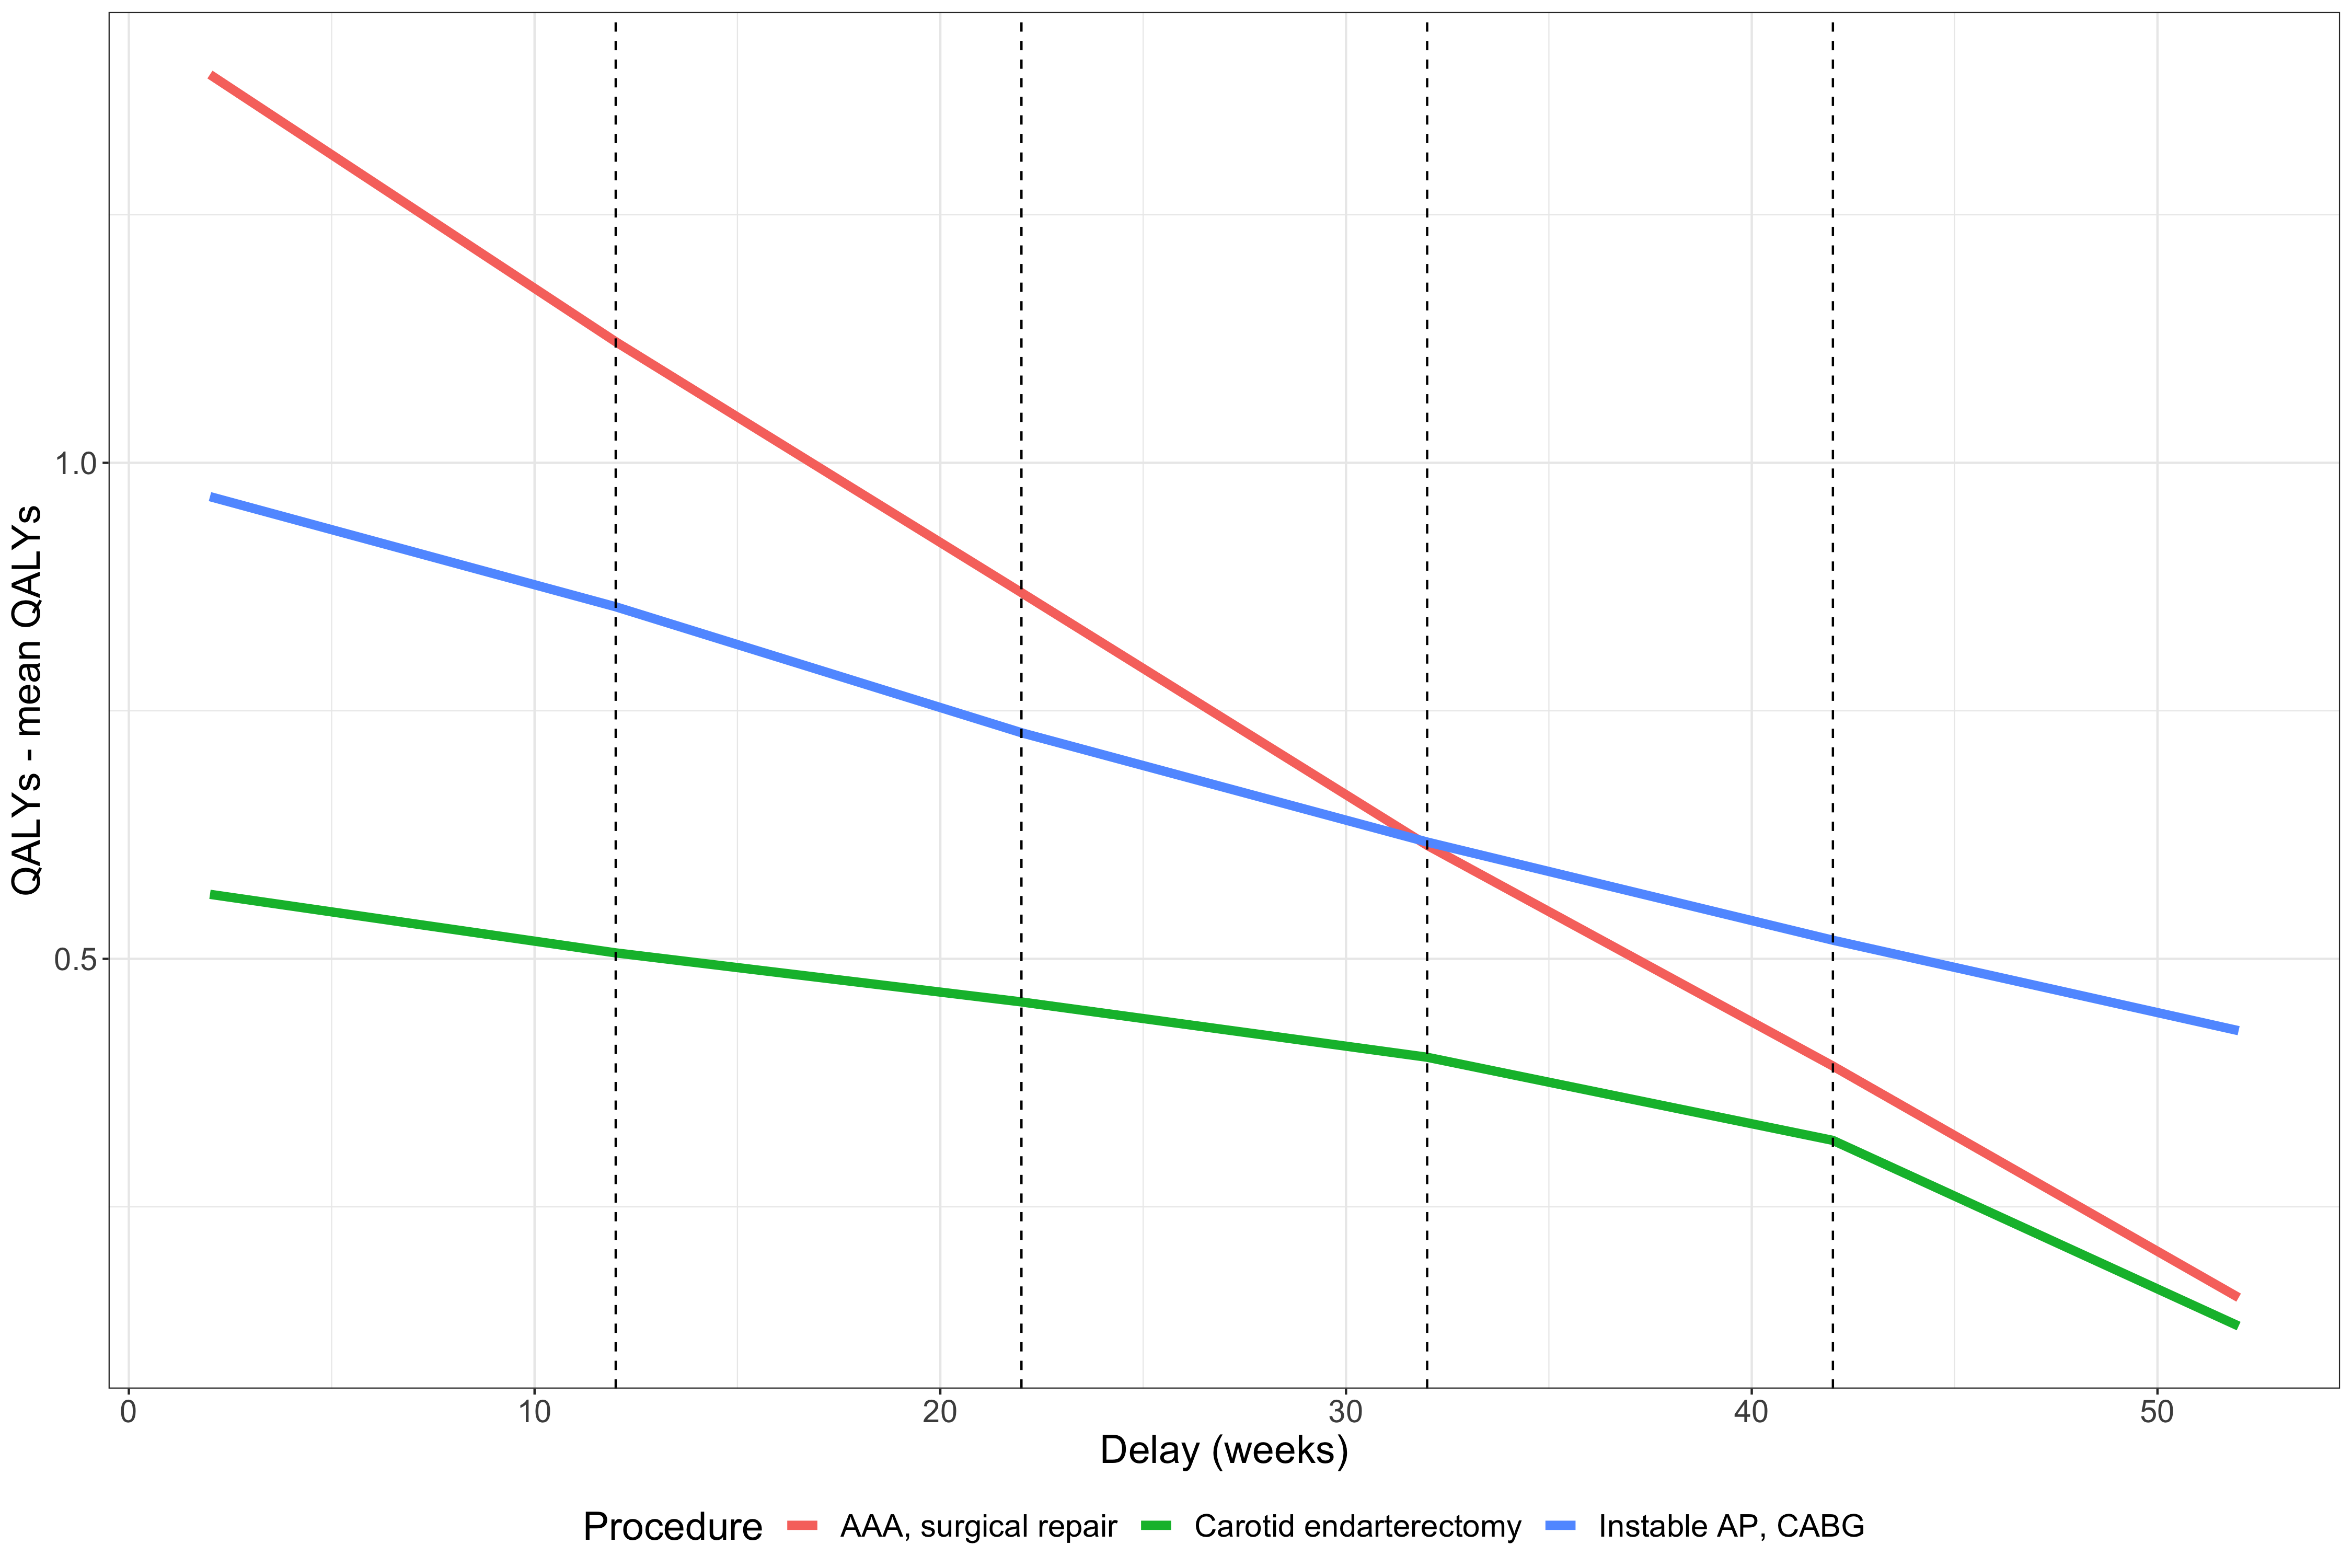 QALYs - mean QALYs
1.0
0.5
0 10 20 30 40 50
Delay (weeks)
Procedure AAA, surgical repair Carotid endarterectomy Instable AP, CABG